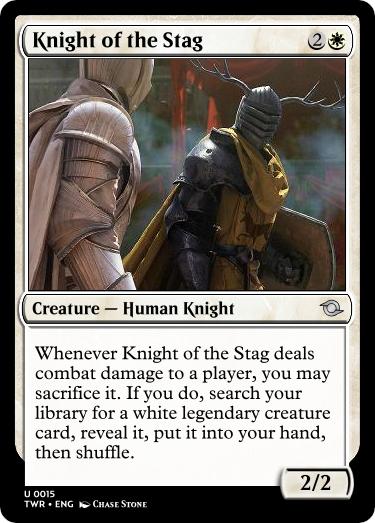 Knight of the Stag 2
Creature — Human Knight
Whenever Knight of the Stag deals
combat damage to a player, you may
sacrifice it. If you do, search your
library for a white legendary creature
card, reveal it, put it into your hand,
then shuffle.
2/2
U 0015
TWR • ENG Chase Stone